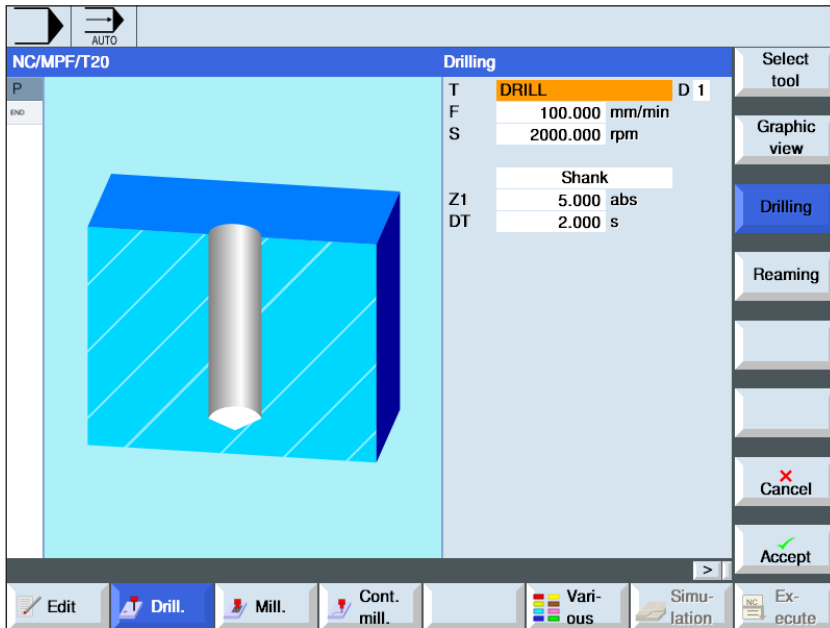 AUTO
NC/MPF/T20
Drilling
P
END
T DRILL D 1
F 100.000 mm/min
S 2000.000 rpm
Shank
Z1 5.000 abs
DT 2.000 s
Select
tool
Graphic
view
Drilling
Reaming
Cancel
Accept
>
Edit
Drill.
Mill.
Cont.
mill.
Vari-
ous
Simu-
lation
NC
Ex-
ecute